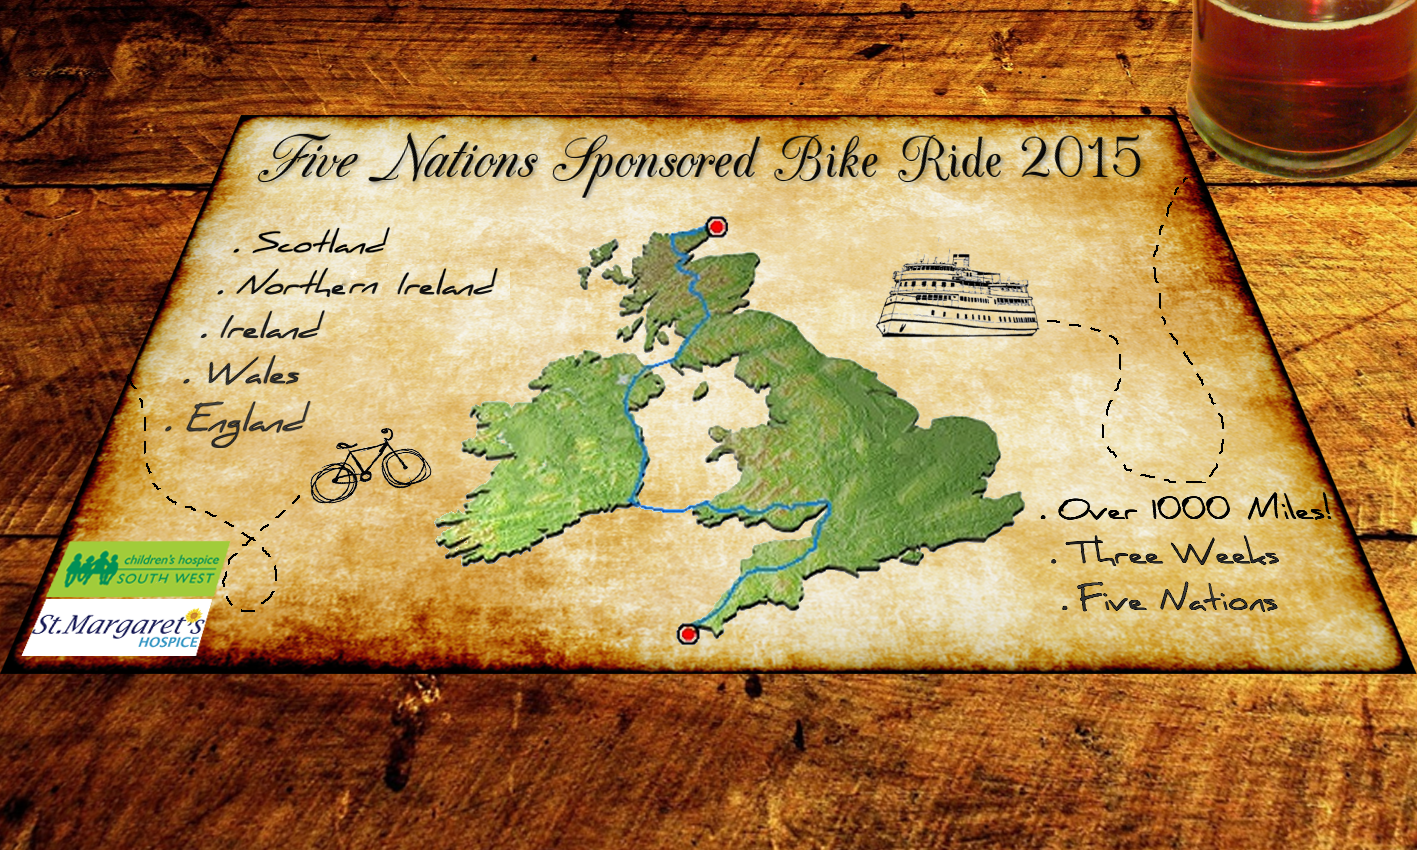 Five Nations Sponsored Bike Ride 2015
. Scotland
. Northern Ireland
. Ireland
. Wales
. England
. Over 1000 Miles!
. Three Weeks
. Five Nations
children's hospice
SOUTH WEST
St.Margaret's
HOSPICE